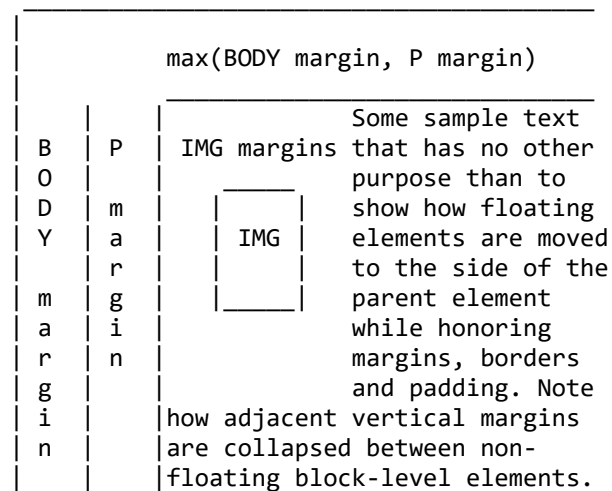 max(BODY margin, P margin)
Some sample text
B P IMG margins that has no other
O purpose than to
D m show how floating
Y a IMG elements are moved
r to the side of the
m g parent element
a i while honoring
r n margins, borders
g and padding. Note
i how adjacent vertical margins
n are collapsed between non-
floating block-level elements.